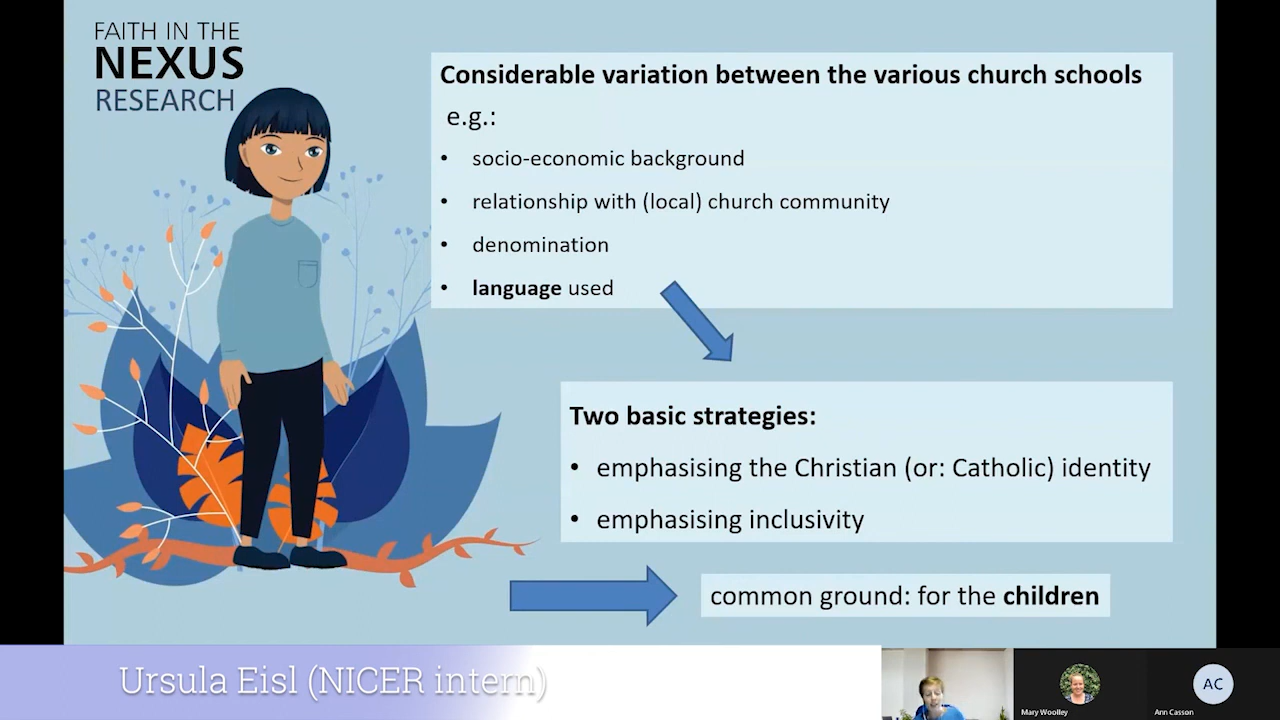 FAITH IN THE
NEXUS
RESEARCH
Considerable variation between the various church schools
e.g.:
• socio-economic background
• relationship with (local) church community
• denomination
• language used
Two basic strategies:
• emphasising the Christian (or: Catholic) identity
• emphasising inclusivity
common ground: for the children
Ursula Eisl (NICER intern)
Mary Woolley
AC
Ann Casson